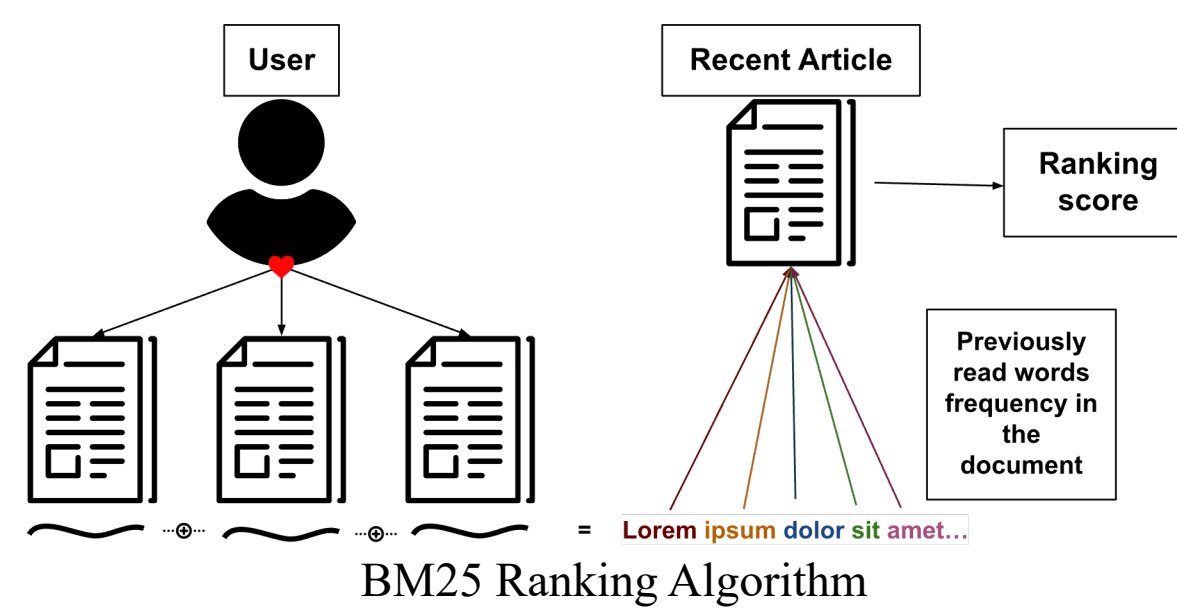 User
Recent Article
Ranking
score
Previously
read words
frequency in
the
document
= Lorem ipsum dolor sit amet…
BM25 Ranking Algorithm